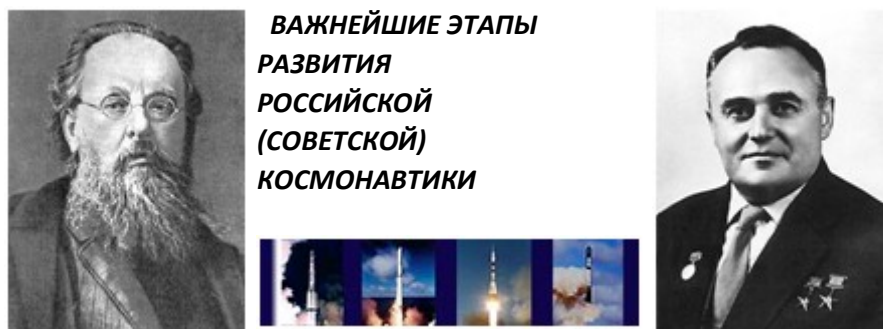 ВАЖНЕЙШИЕ ЭТАПЫ
РАЗВИТИЯ
РОССИЙСКОЙ
(СОВЕТСКОЙ)
КОСМОНАВТИКИ